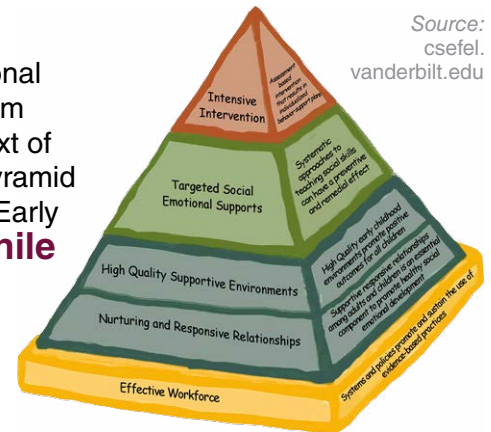 onal
m
xt of
yramid
Early
nile
Source:
csefel.
vanderbilt.edu
Intensive
Intervention
Assessment
based
intervention
that results in
individualized
behavior support plans
Targeted Social
Emotional Supports
Systematic
approaches to
teaching social skills
can have a preventive
and remedial effect
High Quality Supportive Environments
High Quality early childhood
environments promote positive
outcomes for all children
Nurturing and Responsive Relationships
Supportive responsive relationships
among adults and children is an essential
component to promote healthy social
emotional development
Effective Workforce
Systems and policies promote and sustain the use of
evidence-based practices